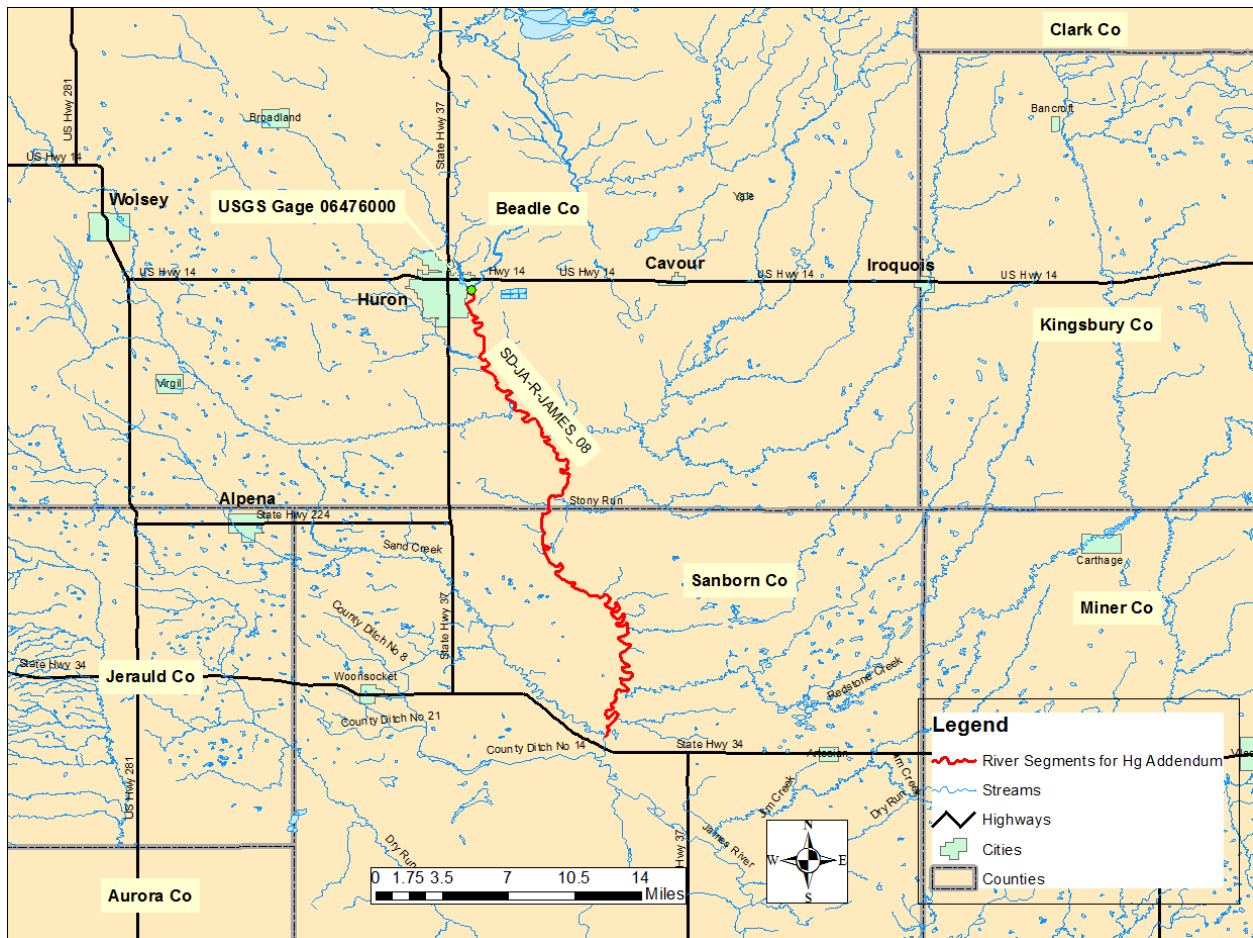 Clark Co
US Hwy 281
Broadland
State Hwy 37
Bancroft
US Hwy 14
Wolsey
USGS Gage 06476000
Beadle Co
Yale
US Hwy 14
Hwy 14
US Hwy 14
Cavour
US Hwy 14
Iroquois
US Hwy 14
Huron
Kingsbury Co
Virgil
SD-JA-R-JAMES_08
Alpena
State Hwy 224
Stony Run
Sand Creek
Sanborn Co
Carthage
Miner Co
County Ditch No 8
State Hwy 37
State Hwy 34
Jerauld Co
Woonsocket
Redstone Creek
County Ditch No 21
County Ditch No 14
State Hwy 34
Artesian
US Hwy 281
Jim Creek
Jim Creek
Dry Run
Dry Run
James River
Hwy 37
Aurora Co
0 1.75 3.5 7 10.5 14
Miles
N
W E
S
Legend
River Segments for Hg Addendum
Streams
Highways
Cities
Counties